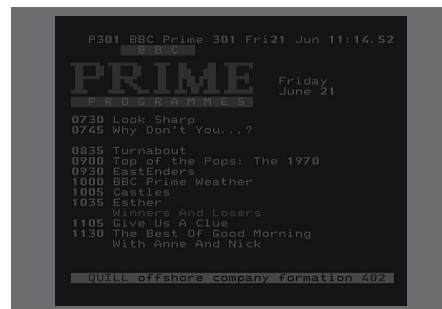 P301 BBC Prime 301 Fri21 Jun 11:14.52
BBC
PRIME
PROGRAMMES
Friday
June 21
0730 Look Sharp
0745 Why Don't You...?
0835 Turnabout
0900 Top of the Pops: The 1970
0930 EastEnders
1000 BBC Prime Weather
1005 Castles
1035 Esther
Winners And Losers
1105 Give Us A Clue
1130 The Best Of Good Morning
With Anne And Nick
QUILL offshore company formation 402